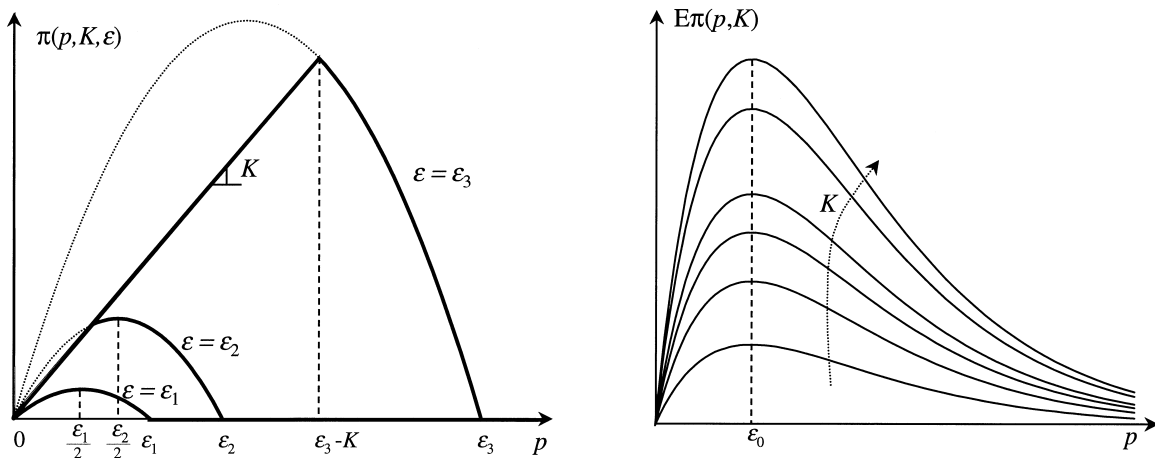 π(p,K,ε)
K
ε = ε₃
ε = ε₂
ε = ε₁
0 ε₁/2 ε₂/2 ε₁ ε₂ ε₃-K ε₃ p
Eπ(p,K)
K
ε₀ p